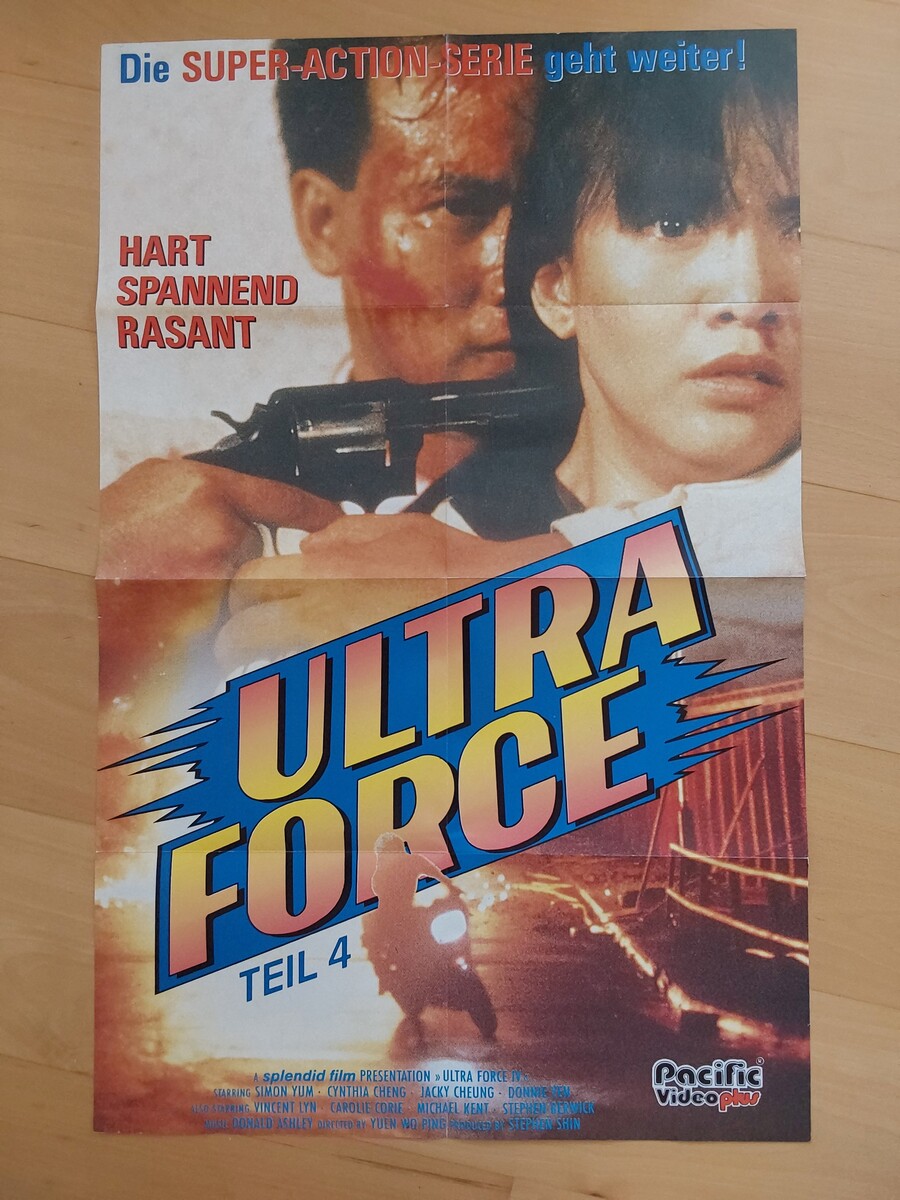 Die SUPER-ACTION-SERIE geht weiter!
HART
SPANNEND
RASANT
ULTRA
FORCE
TEIL 4
A splendid film PRESENTATION »ULTRA FORCE IV«
STARRING SIMON YUM · CYNTHIA CHENG · JACKY CHEUNG · DONNIE YEN
ALSO STARRING VINCENT LYN · CAROLIE CORIE · MICHAEL KENT · STEPHEN BERWICK
MUSIC DONALD ASHLEY DIRECTED BY YUEN WO PING PRODUCED BY STEPHEN SHIN
Pacific
Video plus